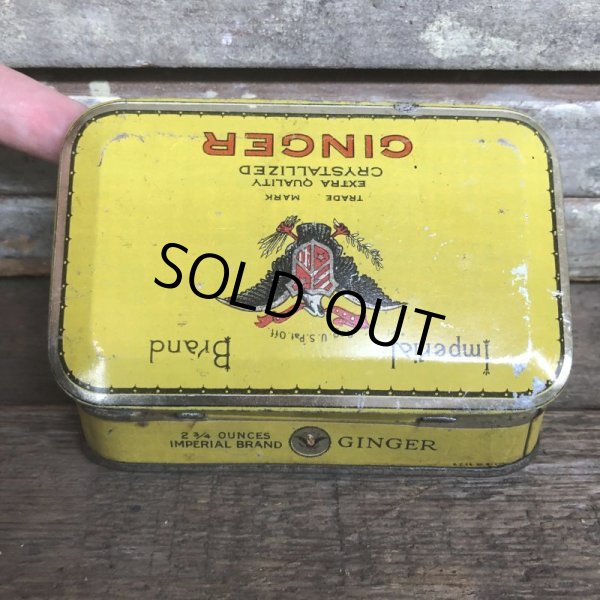 Imperial Brand
Reg. U.S. Pat. Off.
TRADE MARK
EXTRA QUALITY
CRYSTALLIZED
GINGER
SOLD OUT
2 3/4 OUNCES
IMPERIAL BRAND
GINGER